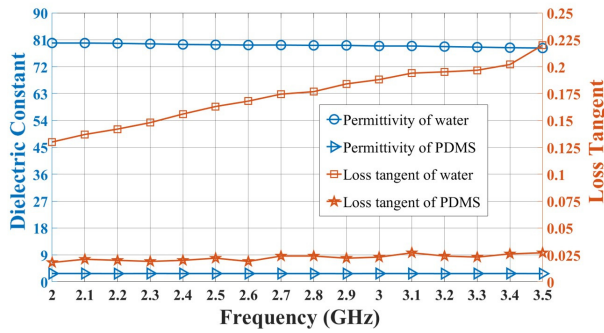 90
81
72
63
54
45
36
27
18
9
0
Dielectric Constant
0.25
0.225
0.2
0.175
0.15
0.125
0.1
0.075
0.05
0.025
0
Loss Tangent
Permittivity of water
Permittivity of PDMS
Loss tangent of water
Loss tangent of PDMS
2 2.1 2.2 2.3 2.4 2.5 2.6 2.7 2.8 2.9 3 3.1 3.2 3.3 3.4 3.5
Frequency (GHz)